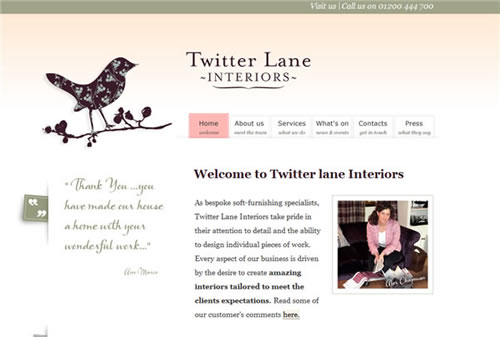 Visit us | Call us on 01200 444 700
Twitter Lane
~INTERIORS~
Home
welcome
About us
meet the team
Services
what we do
What's on
news & events
Contacts
get in touch
Press
what they say
"Thank You ...you
have made our house
a home with your
wonderful work..."
Welcome to Twitter lane Interiors
As bespoke soft-furnishing specialists,
Twitter Lane Interiors take pride in
their attention to detail and the ability
to design individual pieces of work.
Every aspect of our business is driven
by the desire to create amazing
interiors tailored to meet the
clients expectations. Read some of
our customer's comments here.